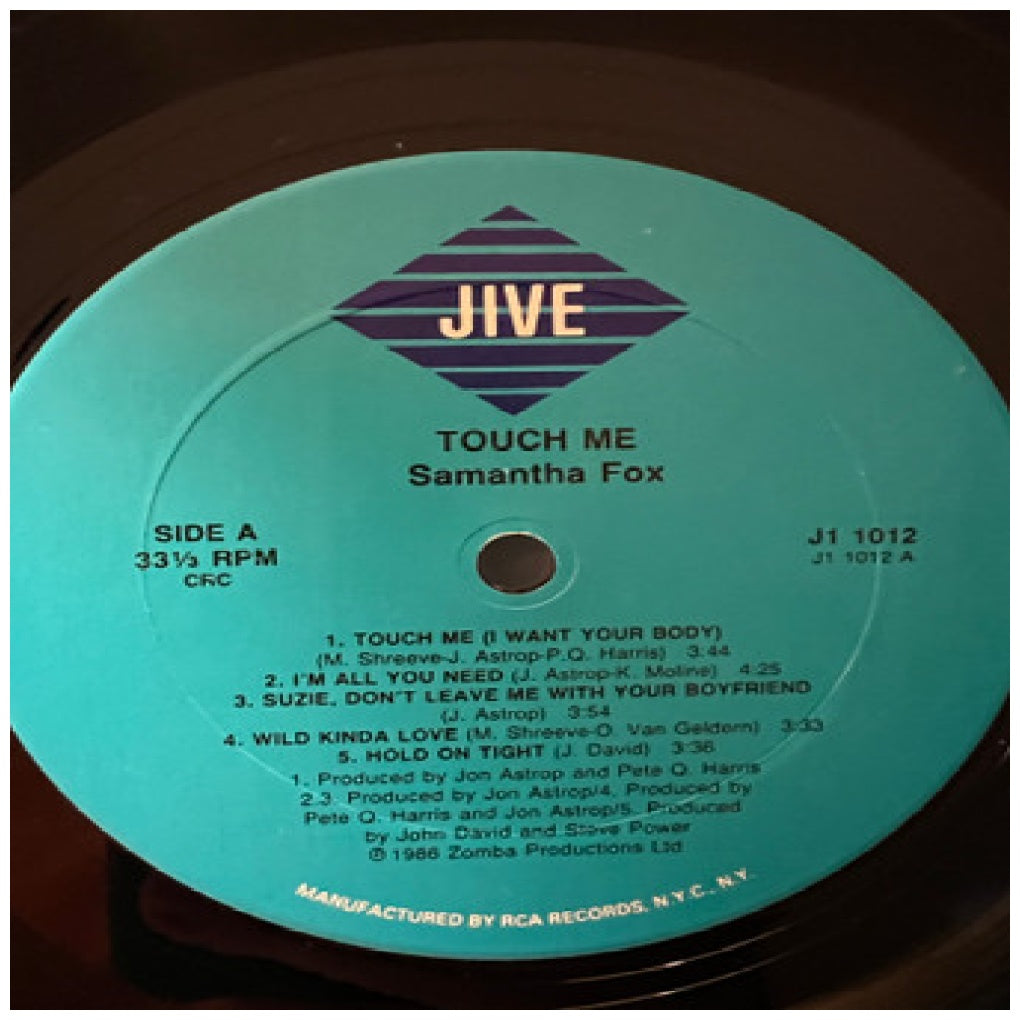 JIVE
TOUCH ME
Samantha Fox
SIDE A
33⅓ RPM
CRC
J1 1012
J1 1012 A
1. TOUCH ME (I WANT YOUR BODY)
(M. Shreeve-J. Astrop-P.Q. Harris) 3:44
2. I'M ALL YOU NEED (J. Astrop-K. Moline) 4:25
3. SUZIE, DON'T LEAVE ME WITH YOUR BOYFRIEND
(J. Astrop) 3:54
4. WILD KINDA LOVE (M. Shreeve-O. Van Geldern) 3:33
5. HOLD ON TIGHT (J. David) 3:36
1. Produced by Jon Astrop and Pete Q. Harris
2.3. Produced by Jon Astrop/4. Produced by
Pete Q. Harris and Jon Astrop/5. Produced
by John David and Steve Power
℗ 1986 Zomba Productions Ltd
MANUFACTURED BY RCA RECORDS, N.Y.C., N.Y.